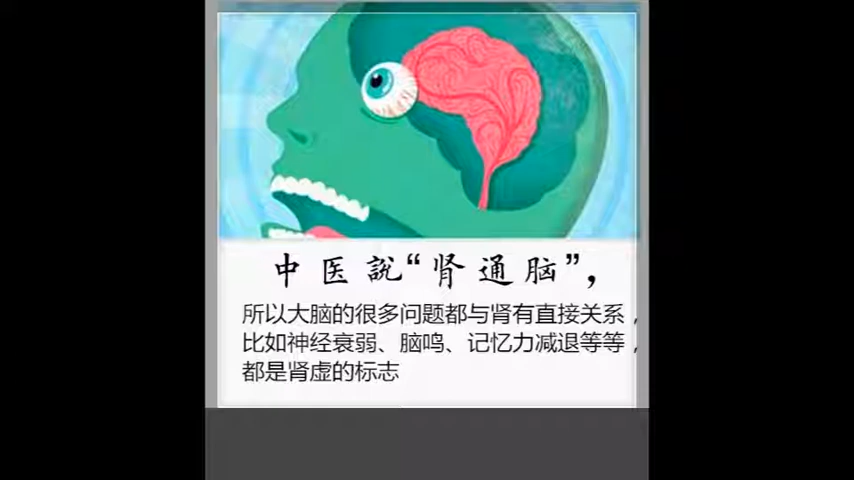 中医說“肾通脑”，
所以大脑的很多问题都与肾有直接关系，
比如神经衰弱、脑鸣、记忆力减退等等，
都是肾虚的标志